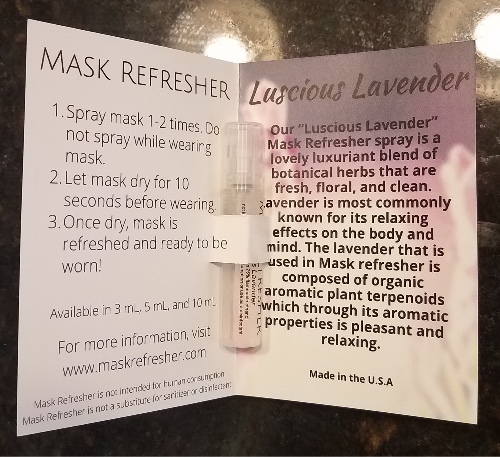 MASK REFRESHER
1. Spray mask 1-2 times. Do
not spray while wearing
mask.
2. Let mask dry for 10
seconds before wearing.
3. Once dry, mask is
refreshed and ready to be
worn!
Available in 3 mL, 5 mL, and 10 mL
For more information, visit
www.maskrefresher.com
Mask Refresher is not intended for human consumption
Mask Refresher is not a substitute for sanitizer or disinfectant
Luscious Lavender
Our "Luscious Lavender"
Mask Refresher spray is a
lovely luxuriant blend of
botanical herbs that are
fresh, floral, and clean.
avender is most commonly
known for its relaxing
effects on the body and
mind. The lavender that is
used in Mask refresher is
composed of organic
aromatic plant terpenoids
which through its aromatic
properties is pleasant and
relaxing.
Made in the U.S.A